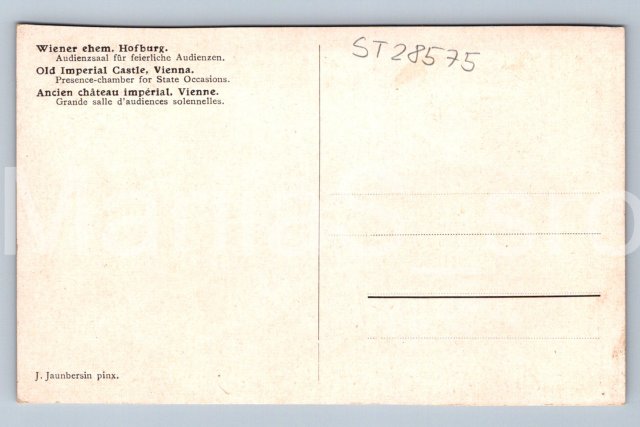 Wiener ehem. Hofburg.
Audienzsaal für feierliche Audienzen.
Old Imperial Castle, Vienna.
Presence-chamber for State Occasions.
Ancien château impérial, Vienne.
Grande salle d'audiences solennelles.
ST28575
J. Jaunbersin pinx.